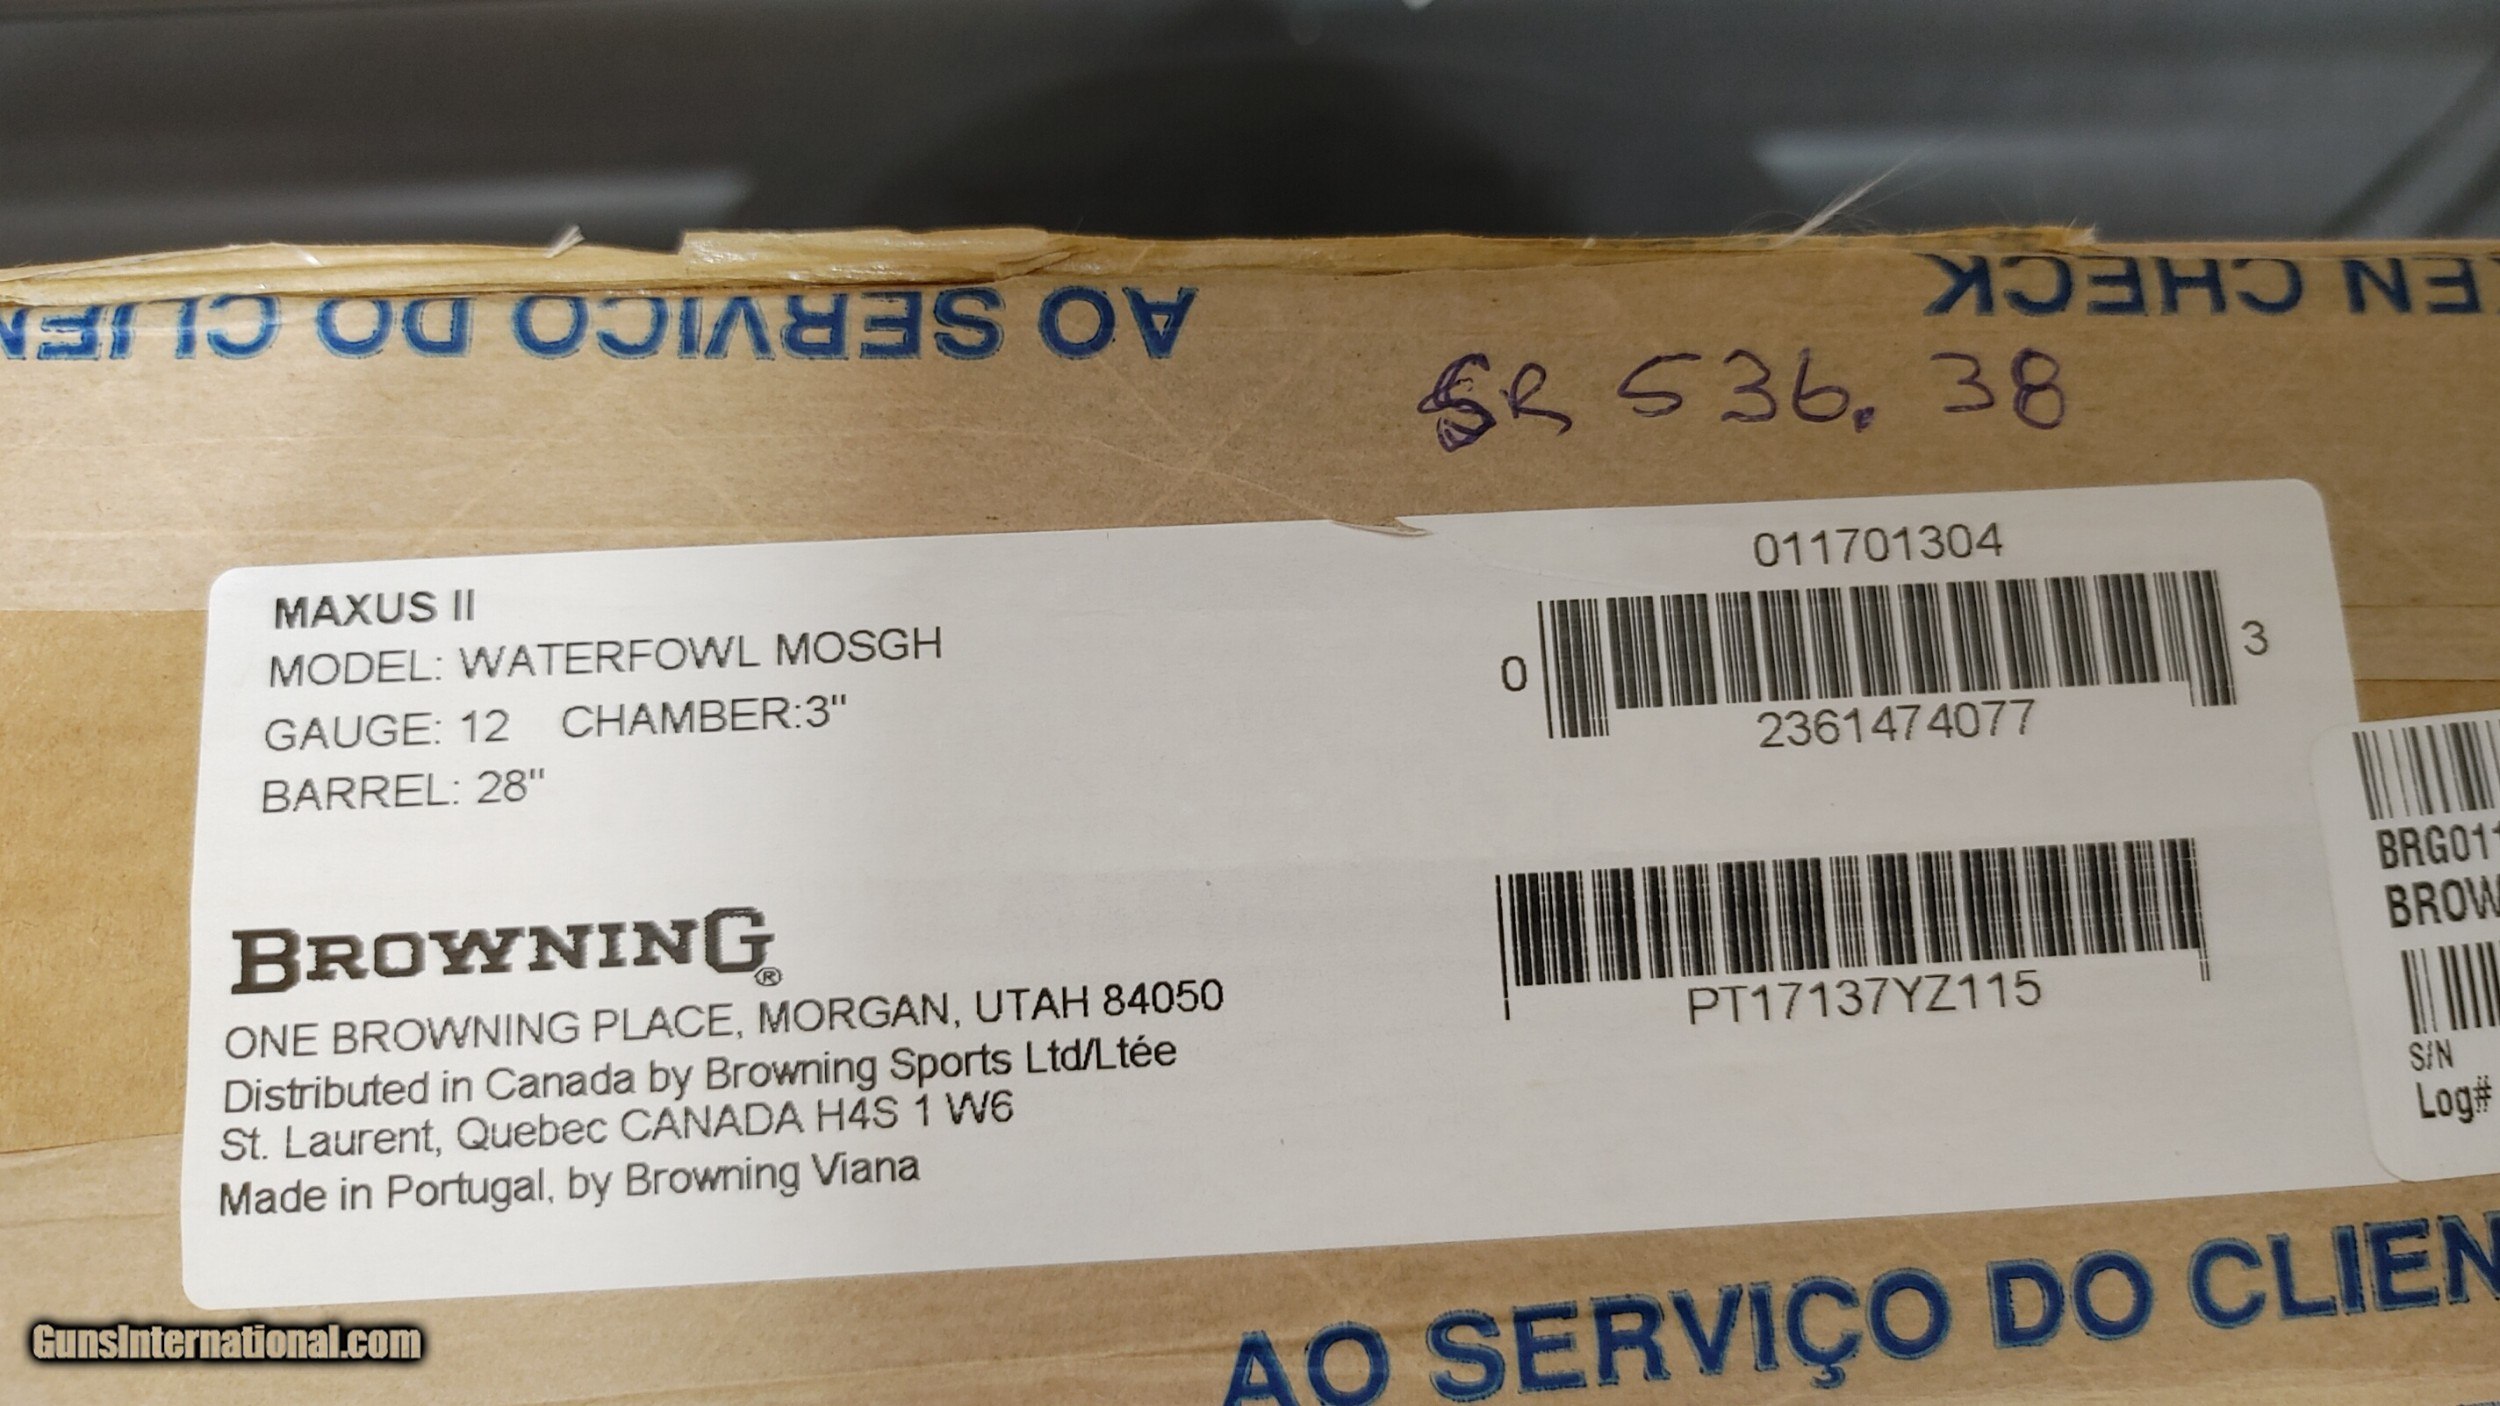 AO SERVIÇO DO CLIEN
EN CHECK
SR 536.38
011701304
0 2361474077 3
MAXUS II
MODEL: WATERFOWL MOSGH
GAUGE: 12 CHAMBER:3"
BARREL: 28"
BROWNING®
ONE BROWNING PLACE, MORGAN, UTAH 84050
Distributed in Canada by Browning Sports Ltd/Ltée
St. Laurent, Quebec CANADA H4S 1 W6
Made in Portugal, by Browning Viana
PT17137YZ115
BRG011
BROW
S/N
Log#
AO SERVIÇO DO CLIEN
GunsInternational.com